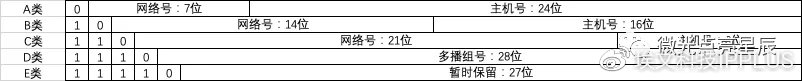 A类 0 网络号：7位 主机号：24位
B类 1 0 网络号：14位 主机号：16位
C类 1 1 0 网络号：21位
D类 1 1 1 0 多播组号：28位
E类 1 1 1 1 0 暂时保留：27位